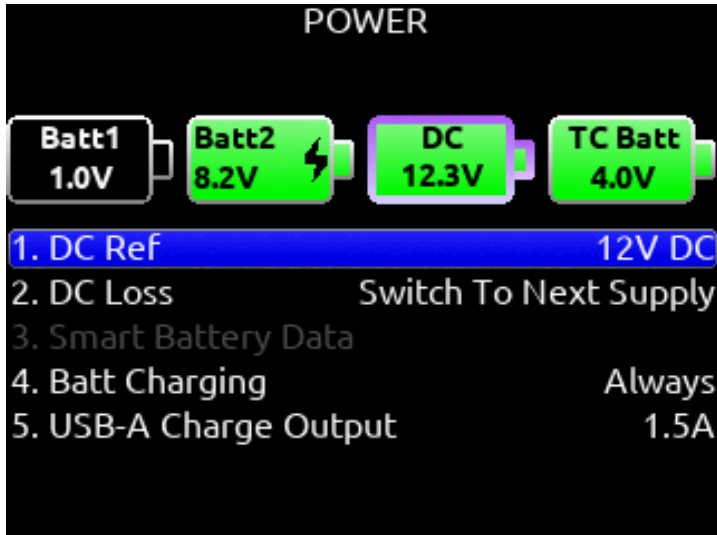 POWER
Batt1 Batt2 DC TC Batt
1.0V 8.2V 12.3V 4.0V
1. DC Ref 12V DC
2. DC Loss Switch To Next Supply
3. Smart Battery Data
4. Batt Charging Always
5. USB-A Charge Output 1.5A